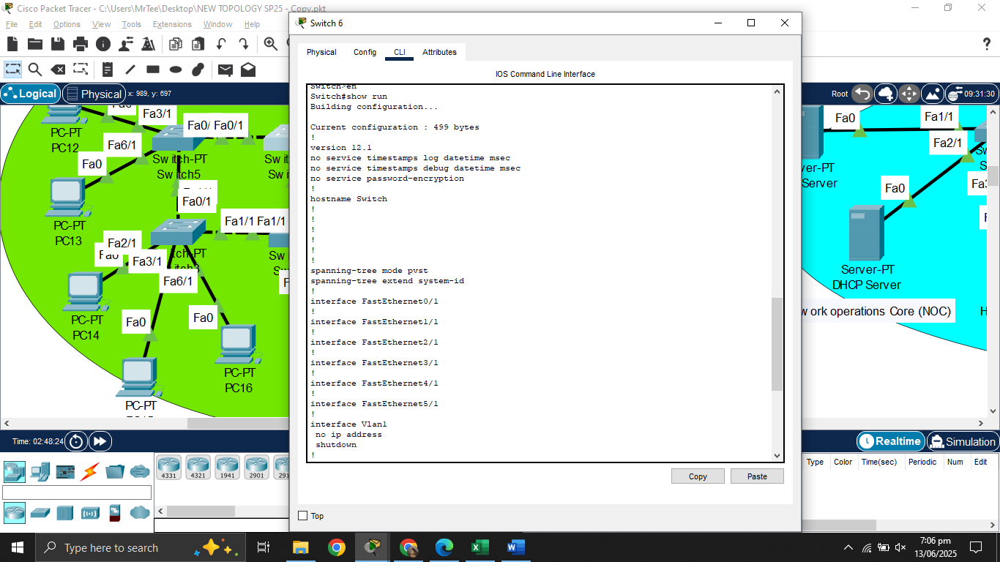 Cisco Packet Tracer - C:\Users\MrTee\Desktop\NEW TOPOLOGY SP25 - Copy.pkt
File Edit Options View Tools Extensions Window Help
Logical Physical x: 989, y: 697
Root 09:31:30
Switch 6
Physical Config CLI Attributes
IOS Command Line Interface
Switch>en
Switch#show run
Building configuration...
Current configuration : 499 bytes
!
version 12.1
no service timestamps log datetime msec
no service timestamps debug datetime msec
no service password-encryption
!
hostname Switch
!
!
!
!
!
!
spanning-tree mode pvst
spanning-tree extend system-id
!
interface FastEthernet0/1
!
interface FastEthernet1/1
!
interface FastEthernet2/1
!
interface FastEthernet3/1
!
interface FastEthernet4/1
!
interface FastEthernet5/1
!
interface Vlan1
no ip address
shutdown
!
Copy Paste
Top
Fa3/1
PC-PT
PC12
Fa0/ Fa0/1
Fa6/1
Fa0
Switch-PT
Switch5
Sw i
Sw i
Fa0/1
PC-PT
PC13
Fa1/1 Fa1/1
Fa2/1
Fa0
Fa3/1
tch-PT
Sw i
Fa6/1
F
PC-PT
PC14
Fa0
Fa0
PC-PT
PC16
PC-PT
Fa0
Fa1/1
Fa2/1
ver-PT
Server
Fa0
Fa3
Server-PT
DHCP Server
w ork operations Core (NOC)
H
Time: 02:48:24
Realtime Simulation
4331 4321 1941 2901 291
Type Color Time(sec) Periodic Num Edit
Type here to search
7:06 pm
13/06/2025